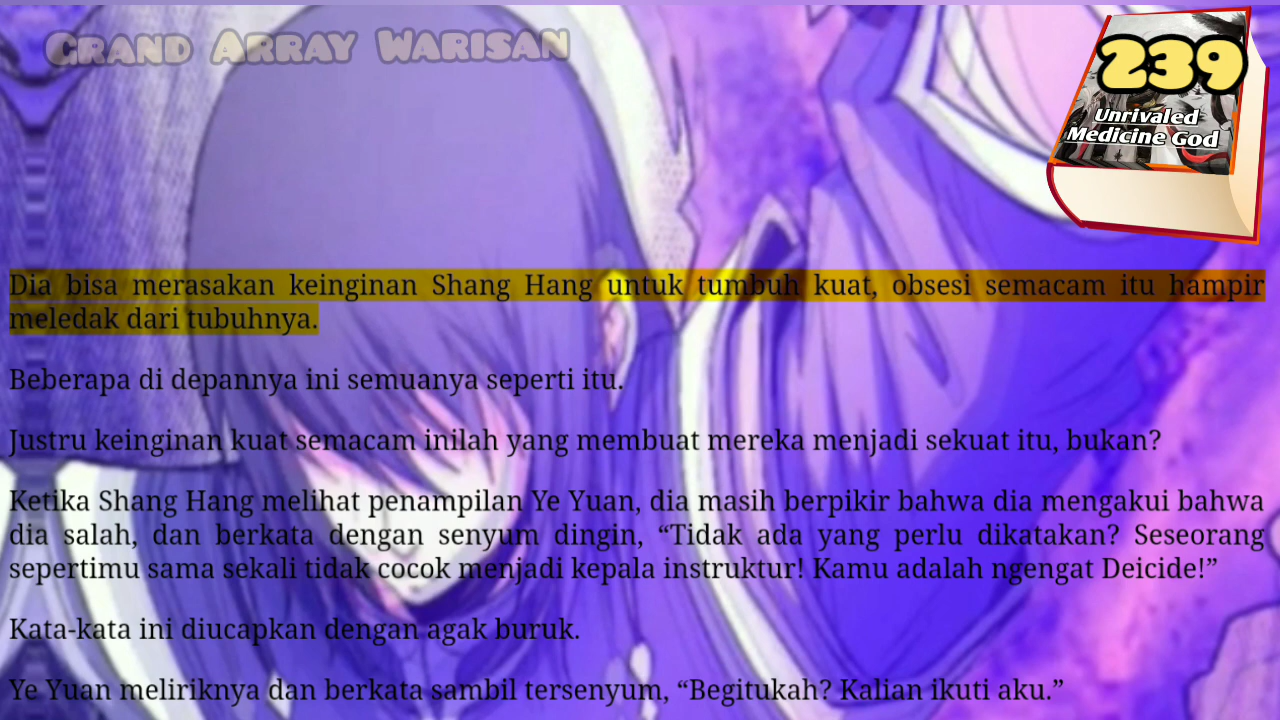 Grand Array Warisan
239
Unrivaled
Medicine God
Dia bisa merasakan keinginan Shang Hang untuk tumbuh kuat, obsesi semacam itu hampir
meledak dari tubuhnya.
Beberapa di depannya ini semuanya seperti itu.
Justru keinginan kuat semacam inilah yang membuat mereka menjadi sekuat itu, bukan?
Ketika Shang Hang melihat penampilan Ye Yuan, dia masih berpikir bahwa dia mengakui bahwa
dia salah, dan berkata dengan senyum dingin, “Tidak ada yang perlu dikatakan? Seseorang
sepertimu sama sekali tidak cocok menjadi kepala instruktur! Kamu adalah ngengat Deicide!”
Kata-kata ini diucapkan dengan agak buruk.
Ye Yuan meliriknya dan berkata sambil tersenyum, “Begitukah? Kalian ikuti aku.”